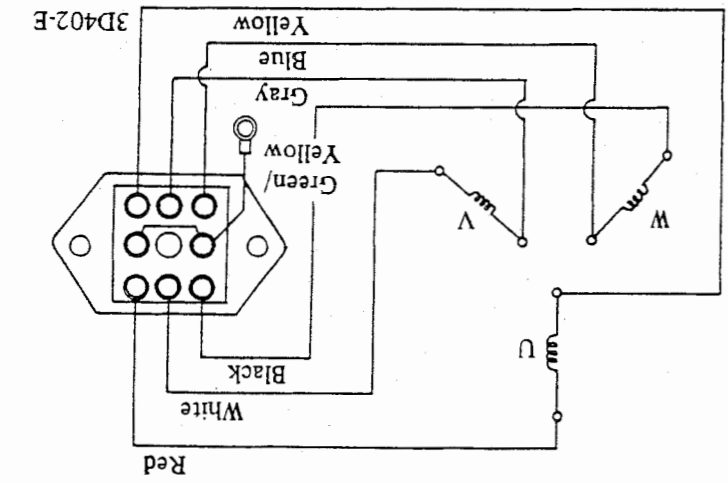 Red
White
Black
U
W
V
Green/
Yellow
Gray
Blue
Yellow
3D402-E